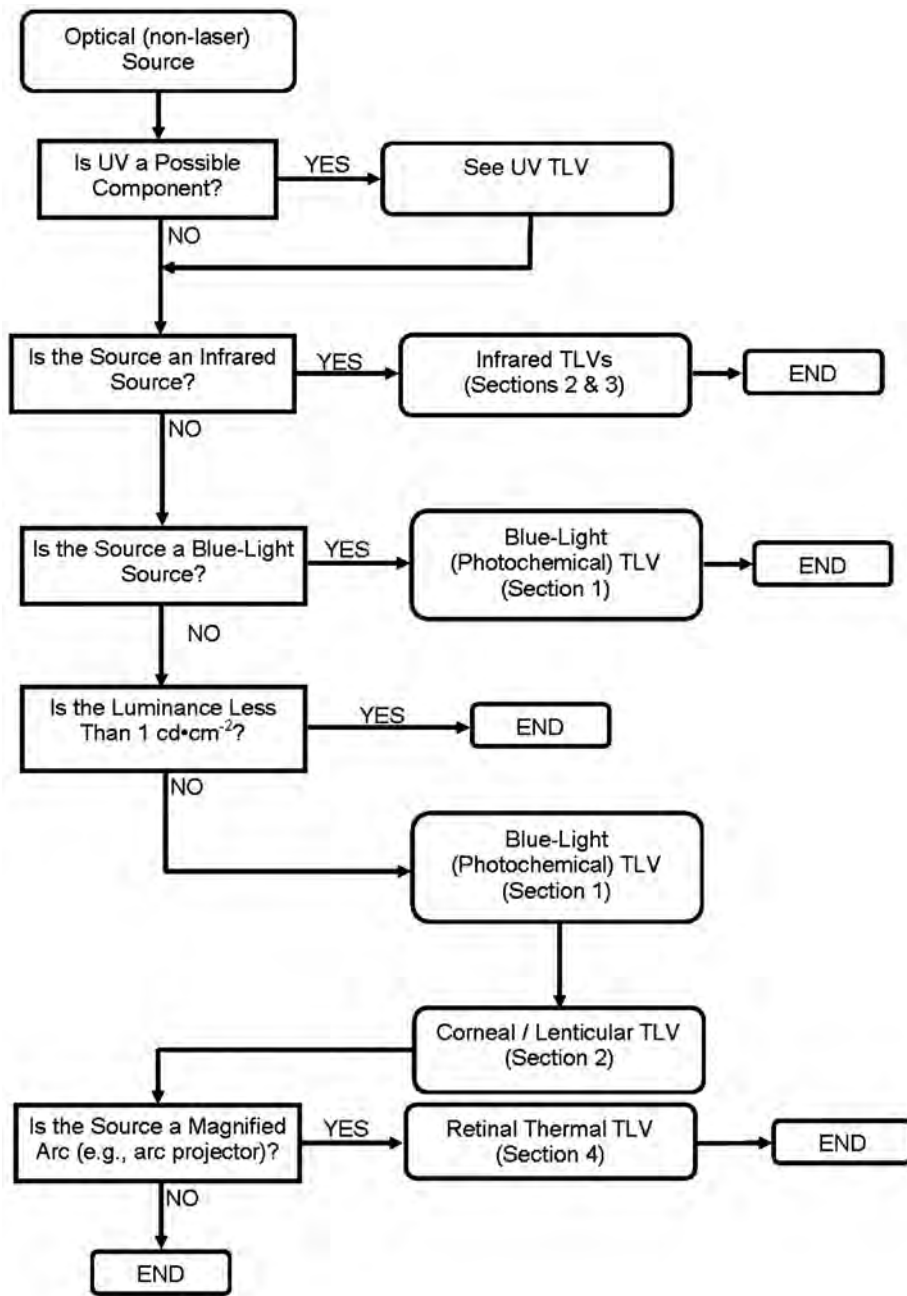 Optical (non-laser)
Source
Is UV a Possible
Component?
YES
See UV TLV
NO
Is the Source an Infrared
Source?
YES
Infrared TLVs
(Sections 2 & 3)
END
NO
Is the Source a Blue-Light
Source?
YES
Blue-Light
(Photochemical) TLV
(Section 1)
END
NO
Is the Luminance Less
Than 1 cd•cm⁻²?
YES
END
NO
Blue-Light
(Photochemical) TLV
(Section 1)
Corneal / Lenticular TLV
(Section 2)
Is the Source a Magnified
Arc (e.g., arc projector)?
YES
Retinal Thermal TLV
(Section 4)
END
NO
END